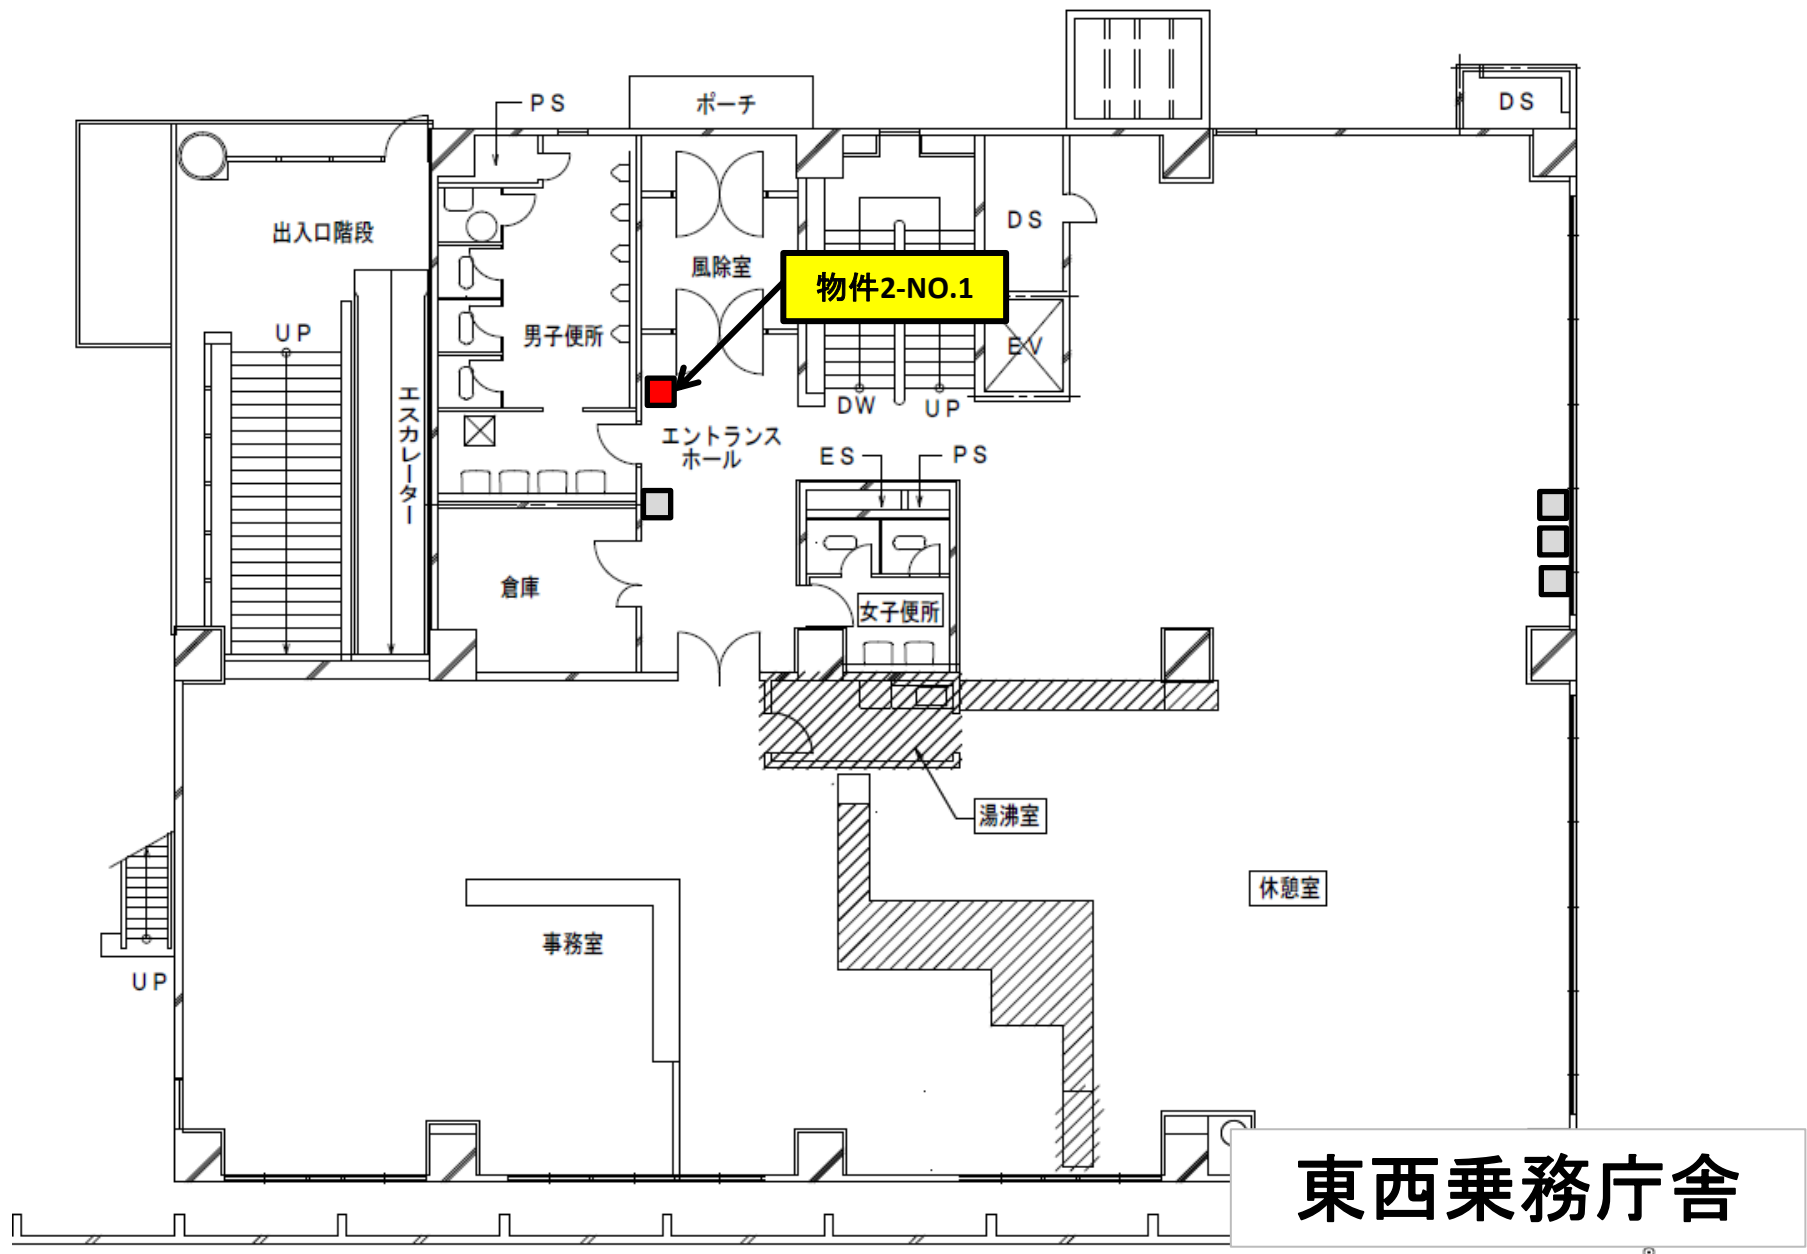 ＰＳ
ポーチ
ＤＳ
出入口階段
ＤＳ
風除室
物件2-NO.1
ＵＰ
男子便所
ＥＶ
エスカレーター
ＤＷ
ＵＰ
エントランス
ホール
ＥＳ
ＰＳ
倉庫
女子便所
湯沸室
休憩室
事務室
ＵＰ
東西乗務庁舎